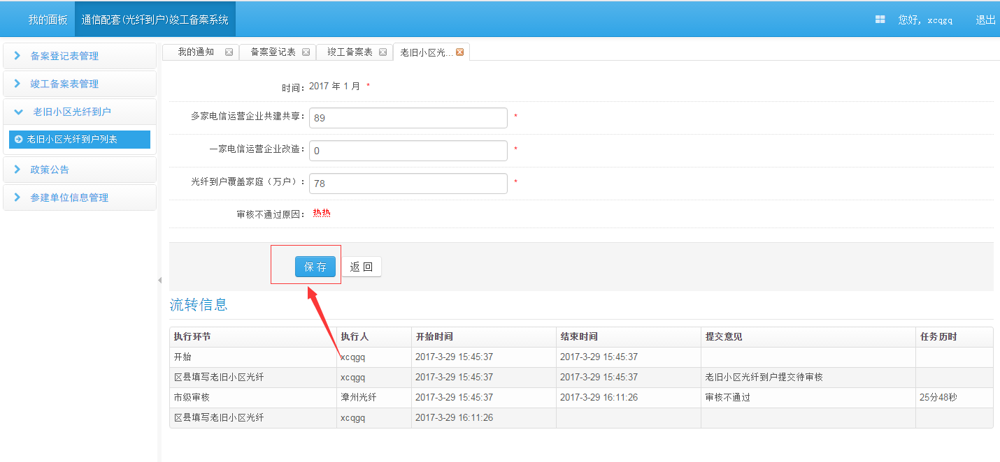 我的面板 通信配套(光纤到户)竣工备案系统 您好，xcqgq 退出
备案登记表管理
竣工备案表管理
老旧小区光纤到户
老旧小区光纤到户列表
政策公告
参建单位信息管理
我的通知 备案登记表 竣工备案表 老旧小区光...
时间： 2017 年 1 月 *
多家电信运营企业共建共享： 89 *
一家电信运营企业改造： 0 *
光纤到户覆盖家庭（万户）： 78 *
审核不通过原因： 热热
保 存 返 回
流转信息
执行环节 执行人 开始时间 结束时间 提交意见 任务历时
开始 xcqgq 2017-3-29 15:45:37 2017-3-29 15:45:37
区县填写老旧小区光纤 xcqgq 2017-3-29 15:45:37 2017-3-29 15:45:37 老旧小区光纤到户提交待审核
市级审核 漳州光纤 2017-3-29 15:45:37 2017-3-29 16:11:26 审核不通过 25分48秒
区县填写老旧小区光纤 xcqgq 2017-3-29 16:11:26